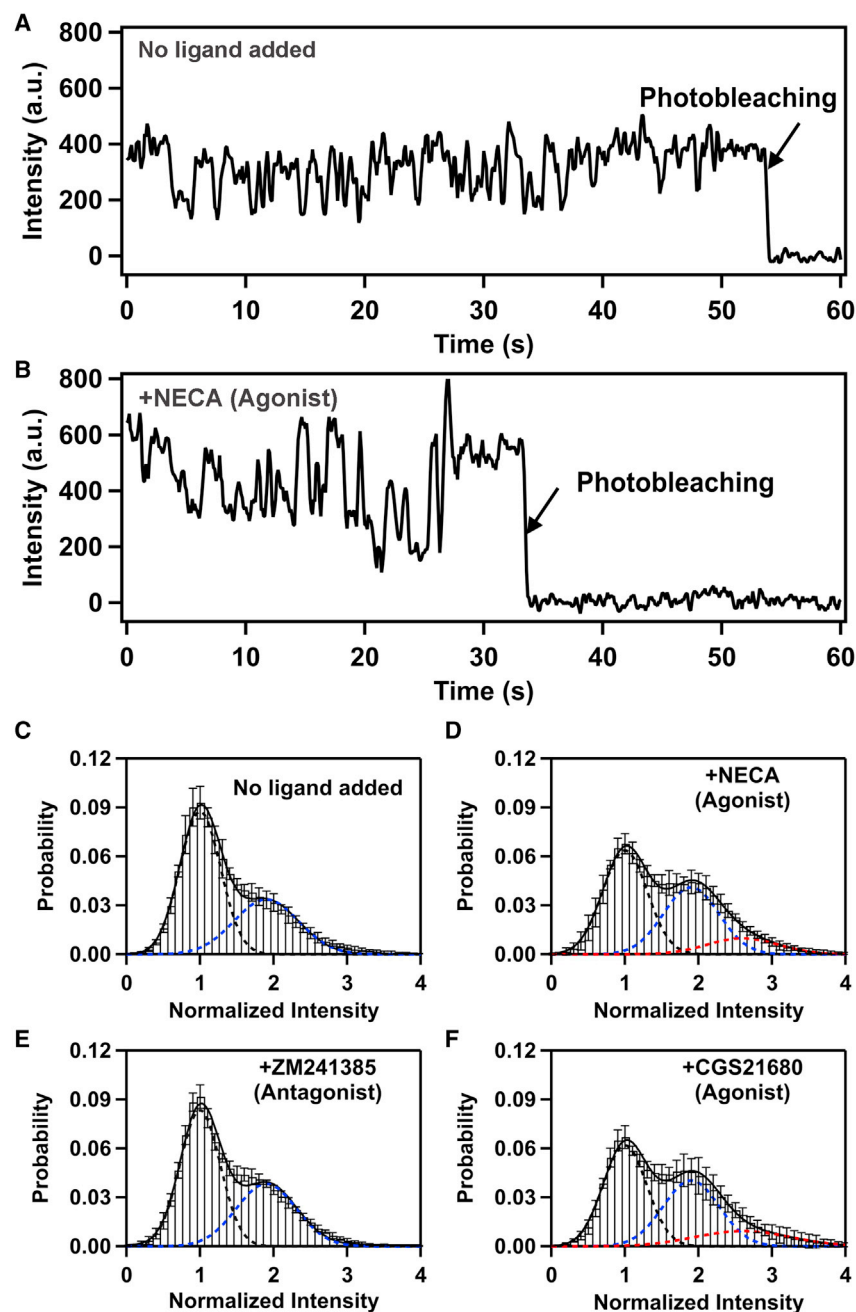 A
800
No ligand added
600
Photobleaching
400
200
0
Intensity (a.u.)
0 10 20 30 40 50 60
Time (s)
B
800
+NECA (Agonist)
600
400
Photobleaching
200
0
Intensity (a.u.)
0 10 20 30 40 50 60
Time (s)
C
0.12
No ligand added
0.09
0.06
0.03
0.00
Probability
0 1 2 3 4
Normalized Intensity
D
0.12
+NECA
(Agonist)
0.09
0.06
0.03
0.00
Probability
0 1 2 3 4
Normalized Intensity
E
0.12
+ZM241385
(Antagonist)
0.09
0.06
0.03
0.00
Probability
0 1 2 3 4
Normalized Intensity
F
0.12
+CGS21680
(Agonist)
0.09
0.06
0.03
0.00
Probability
0 1 2 3 4
Normalized Intensity